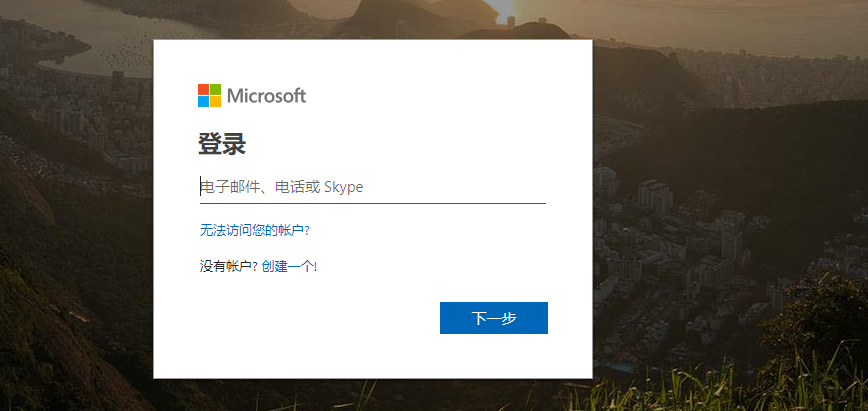 Microsoft
登录
电子邮件、电话或 Skype
无法访问您的帐户?
没有帐户? 创建一个!
下一步